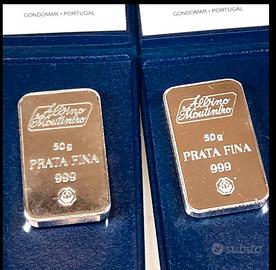 GONDOMAR • PORTUGAL
GONDOMAR • PORTUGAL
Albino
Moutinho
50g
PRATA FINA
999
Albino
Moutinho
50g
PRATA FINA
999
subito